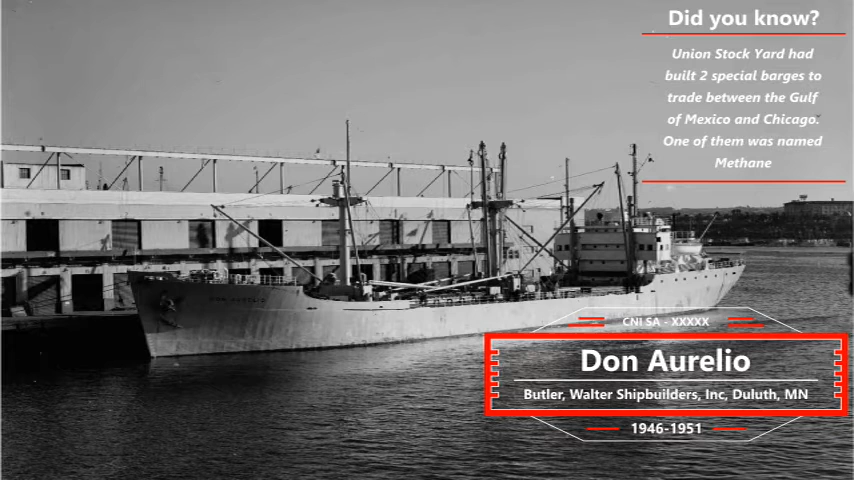 Did you know?
Union Stock Yard had
built 2 special barges to
trade between the Gulf
of Mexico and Chicago.
One of them was named
Methane
DON AURELIO
CNI SA - XXXXX
Don Aurelio
Butler, Walter Shipbuilders, Inc, Duluth, MN
1946-1951